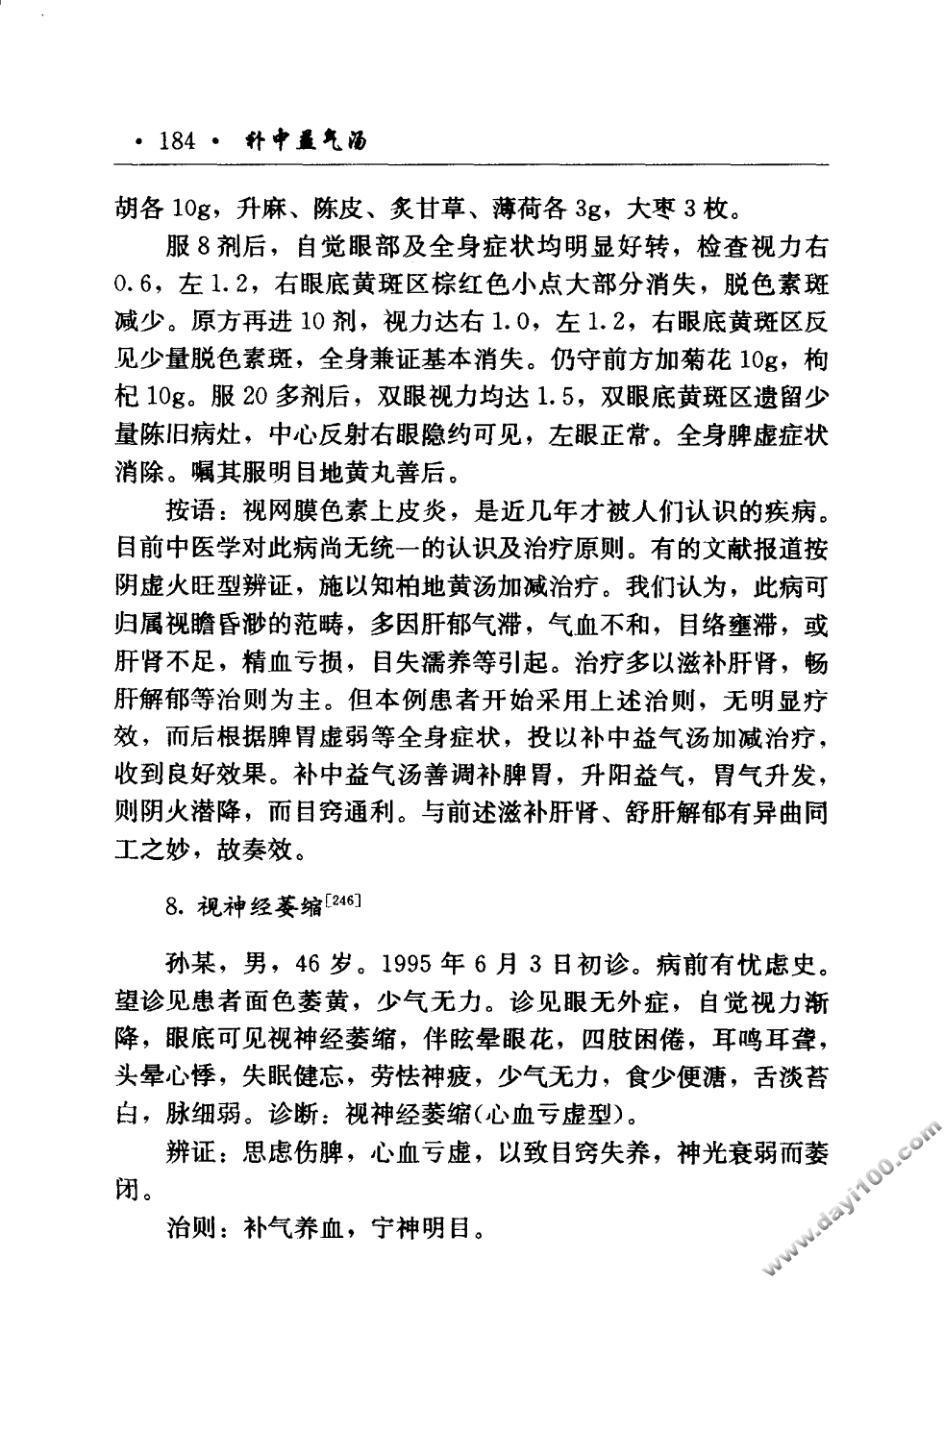 · 184 · 补中益气汤
胡各 10g，升麻、陈皮、炙甘草、薄荷各 3g，大枣 3 枚。
服 8 剂后，自觉眼部及全身症状均明显好转，检查视力右
0.6，左 1.2，右眼底黄斑区棕红色小点大部分消失，脱色素斑
减少。原方再进 10 剂，视力达右 1.0，左 1.2，右眼底黄斑区反
见少量脱色素斑，全身兼证基本消失。仍守前方加菊花 10g，枸
杞 10g。服 20 多剂后，双眼视力均达 1.5，双眼底黄斑区遗留少
量陈旧病灶，中心反射右眼隐约可见，左眼正常。全身脾虚症状
消除。嘱其服明目地黄丸善后。
按语：视网膜色素上皮炎，是近几年才被人们认识的疾病。
目前中医学对此病尚无统一的认识及治疗原则。有的文献报道按
阴虚火旺型辨证，施以知柏地黄汤加减治疗。我们认为，此病可
归属视瞻昏渺的范畴，多因肝郁气滞，气血不和，目络壅滞，或
肝肾不足，精血亏损，目失濡养等引起。治疗多以滋补肝肾，畅
肝解郁等治则为主。但本例患者开始采用上述治则，无明显疗
效，而后根据脾胃虚弱等全身症状，投以补中益气汤加减治疗，
收到良好效果。补中益气汤善调补脾胃，升阳益气，胃气升发，
则阴火潜降，而目窍通利。与前述滋补肝肾、舒肝解郁有异曲同
工之妙，故奏效。
8. 视神经萎缩[246]
孙某，男，46 岁。1995 年 6 月 3 日初诊。病前有忧虑史。
望诊见患者面色萎黄，少气无力。诊见眼无外症，自觉视力渐
降，眼底可见视神经萎缩，伴眩晕眼花，四肢困倦，耳鸣耳聋，
头晕心悸，失眠健忘，劳怯神疲，少气无力，食少便溏，舌淡苔
白，脉细弱。诊断：视神经萎缩(心血亏虚型)。
辨证：思虑伤脾，心血亏虚，以致目窍失养，神光衰弱而萎
闭。
治则：补气养血，宁神明目。
www.dayi100.com